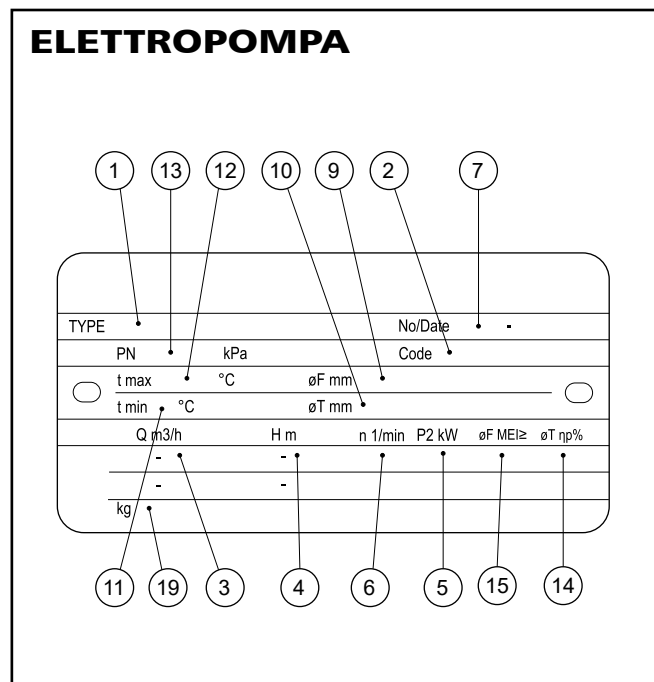 ELETTROPOMPA
1 13 12 10 9 2 7
TYPE No/Date -
PN kPa Code
t max °C øF mm
t min °C øT mm
Q m3/h H m n 1/min P2 kW øF MEI≥ øT ηp%
- -
- -
kg
11 19 3 4 6 5 15 14